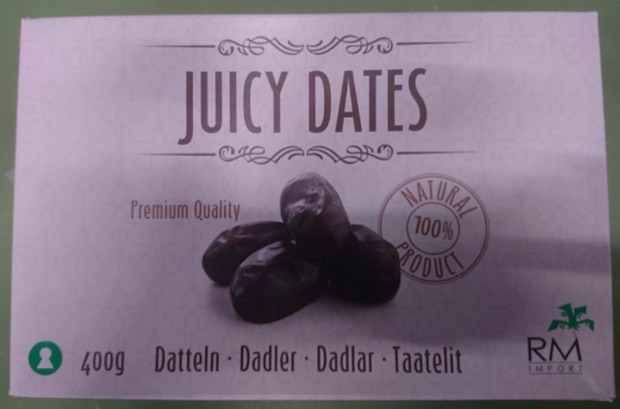 JUICY DATES
Premium Quality
NATURAL
100%
PRODUCT
400g Datteln · Dadler · Dadlar · Taatelit
RM
IMPORT